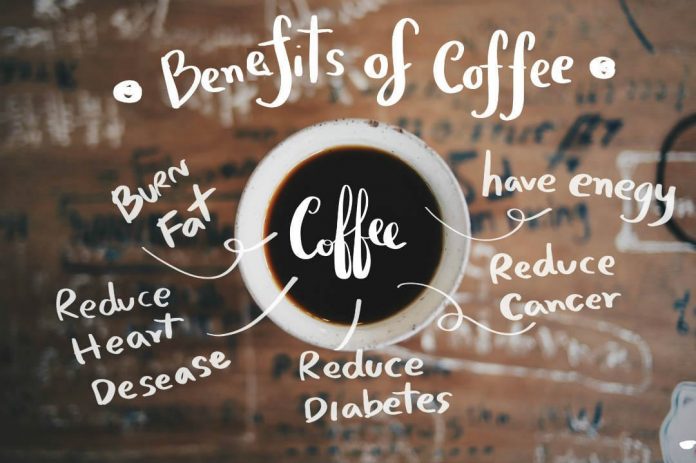 Benefits of Coffee
Coffee
Burn
Fat
have enegy
Reduce
Cancer
Reduce
Heart
Desease
Reduce
Diabetes